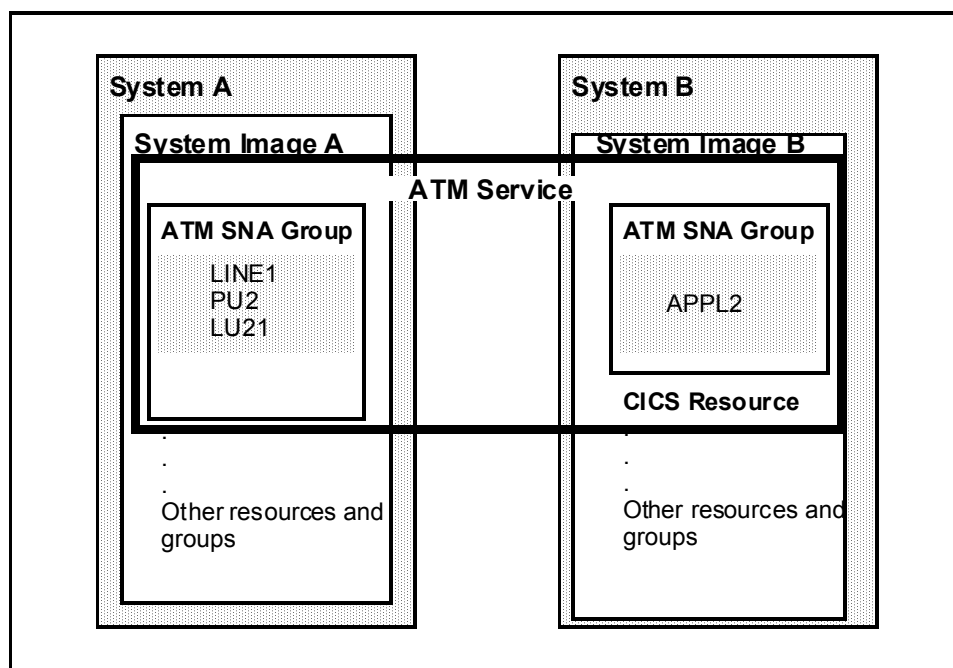 System A
System Image A
ATM Service
ATM SNA Group
LINE1
PU2
LU21
.
.
.
Other resources and
groups
System B
System Image B
ATM SNA Group
APPL2
CICS Resource
.
.
.
Other resources and
groups